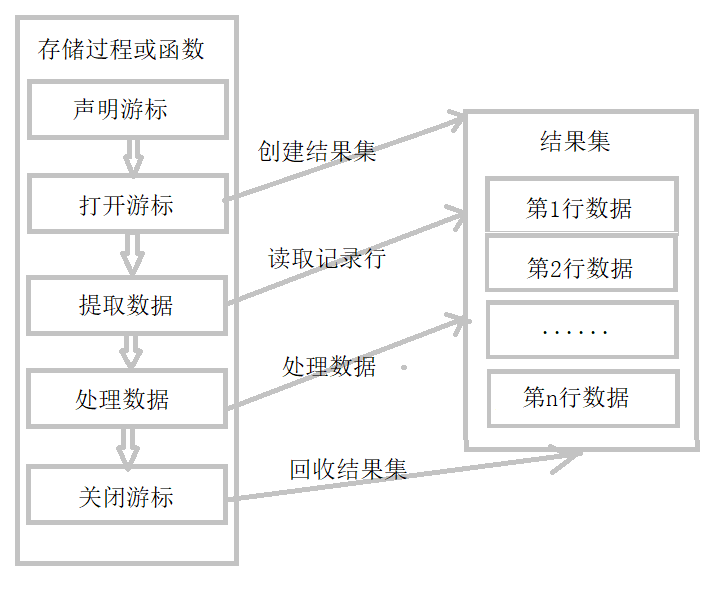 存储过程或函数
声明游标
打开游标
提取数据
处理数据
关闭游标
创建结果集
读取记录行
处理数据
回收结果集
结果集
第1行数据
第2行数据
......
第n行数据